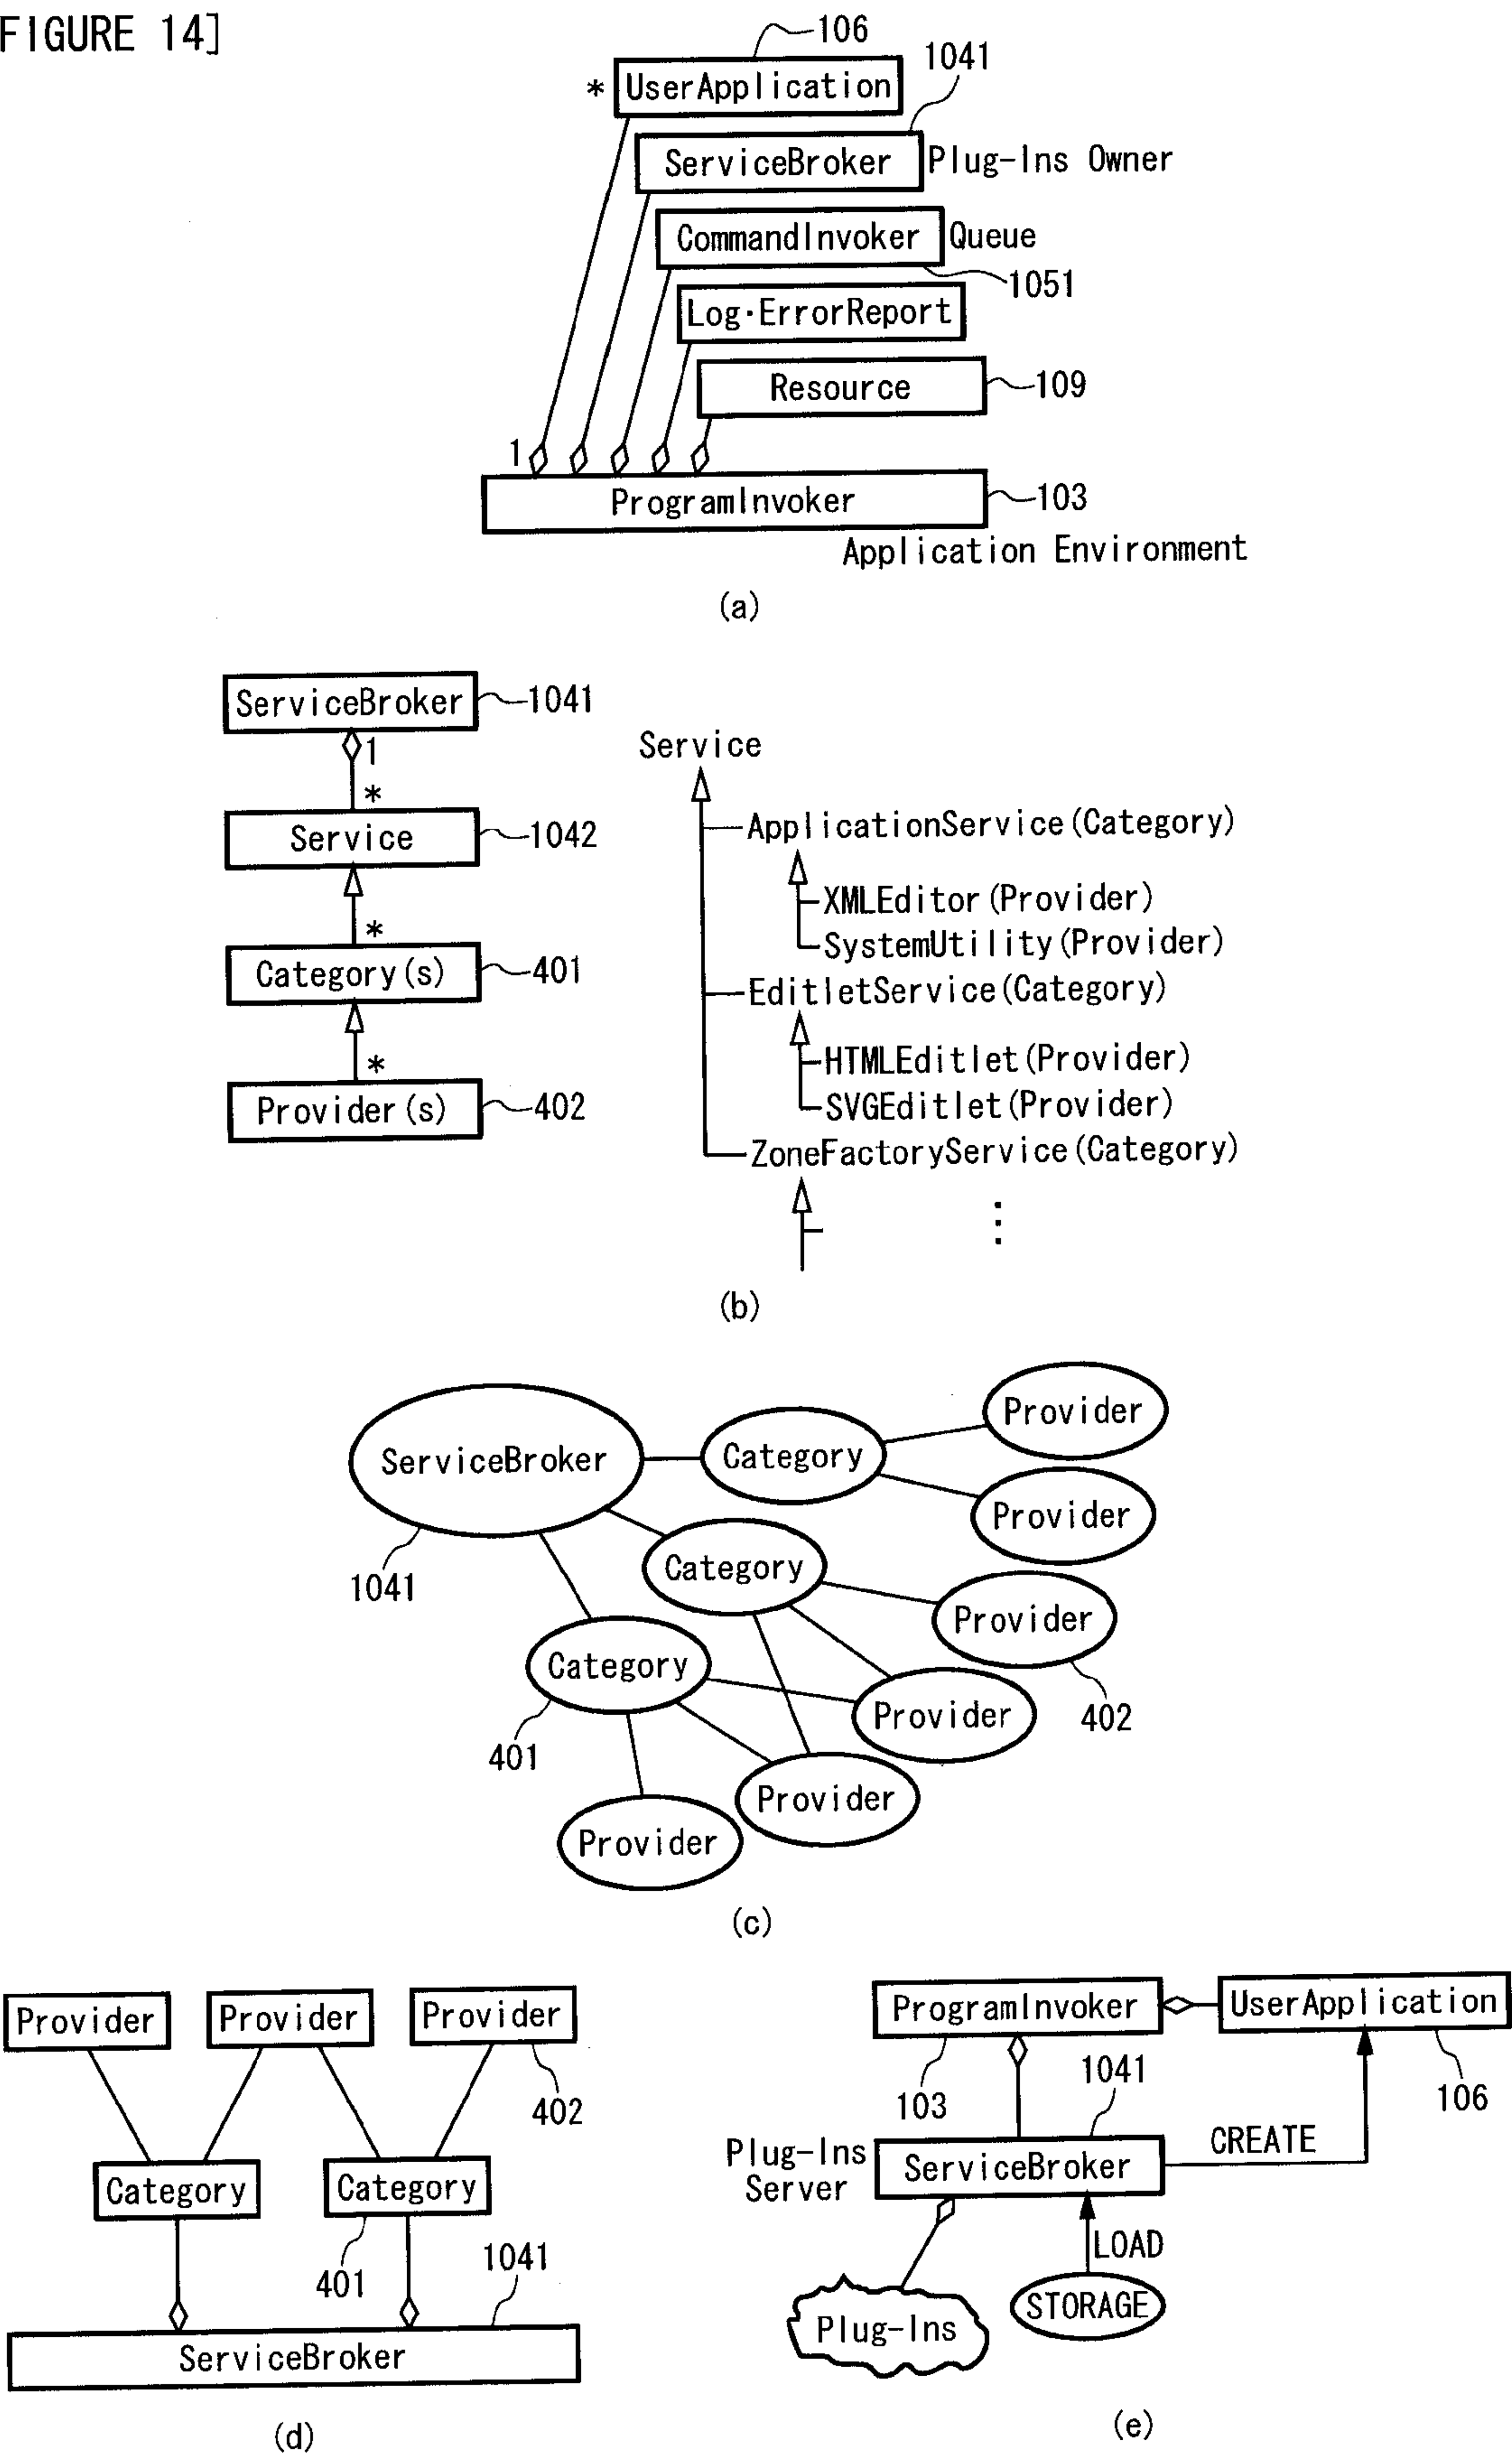 FIGURE 14]
106
1041
* UserApplication
ServiceBroker Plug-Ins Owner
CommandInvoker Queue
1051
Log·ErrorReport
Resource 109
1
ProgramInvoker 103
Application Environment
(a)
ServiceBroker 1041
1
*
Service 1042
*
Category(s) 401
*
Provider(s) 402
Service
ApplicationService(Category)
XMLEditor(Provider)
SystemUtility(Provider)
EditletService(Category)
HTMLEditlet(Provider)
SVGEditlet(Provider)
ZoneFactoryService(Category)
(b)
Provider
ServiceBroker Category
Provider
Category
1041
Provider
Category
Provider 402
401
Provider
Provider
(c)
Provider Provider Provider
402
Category Category
401 1041
ServiceBroker
(d)
ProgramInvoker UserApplication
1041
103 106
Plug-Ins
Server
ServiceBroker CREATE
LOAD
STORAGE
Plug-Ins
(e)